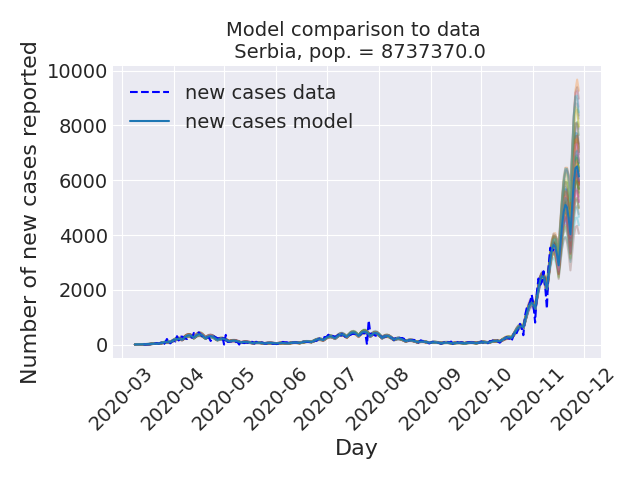 Model comparison to data
Serbia, pop. = 8737370.0
Number of new cases reported
10000
8000
6000
4000
2000
0
new cases data
new cases model
2020-03
2020-04
2020-05
2020-06
2020-07
2020-08
2020-09
2020-10
2020-11
2020-12
Day